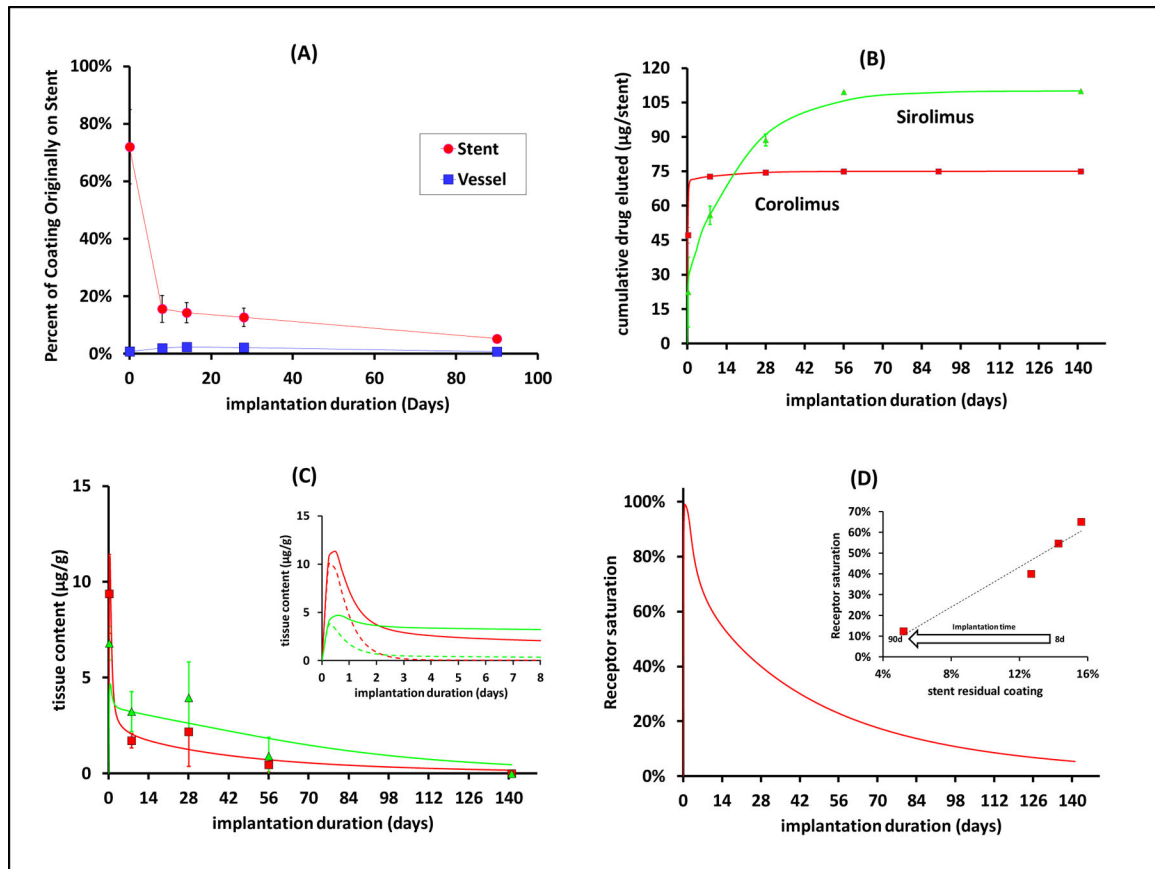 (A)
Percent of Coating Originally on Stent
100%
80%
60%
40%
20%
0%
Stent
Vessel
0 20 40 60 80 100
implantation duration (Days)
(B)
cumulative drug eluted (µg/stent)
120
105
90
75
60
45
30
15
0
Sirolimus
Corolimus
0 14 28 42 56 70 84 98 112 126 140
implantation duration (days)
(C)
tissue content (µg/g)
15
10
5
0
0 14 28 42 56 70 84 98 112 126 140
implantation duration (days)
tissue content (µg/g)
15
10
5
0
0 1 2 3 4 5 6 7 8
implantation duration (days)
(D)
Receptor saturation
100%
80%
60%
40%
20%
0%
0 14 28 42 56 70 84 98 112 126 140
implantation duration (days)
Receptor saturation
70%
60%
50%
40%
30%
20%
10%
0%
Implantation time
90d 8d
4% 8% 12% 16%
stent residual coating